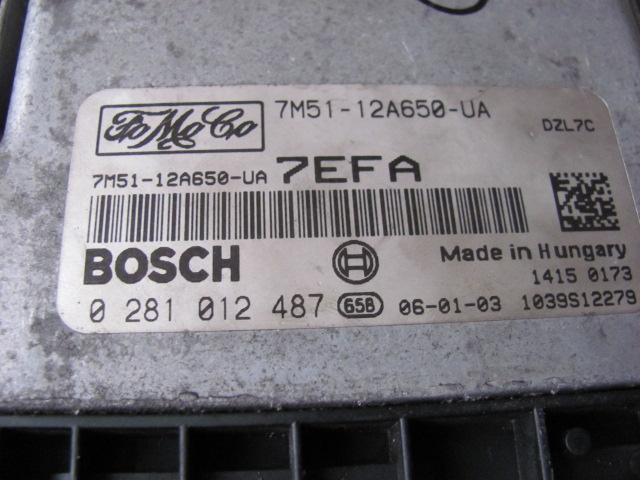 FoMoCo 7M51-12A650-UA
DZL7C
7M51-12A650-UA 7EFA
BOSCH Made in Hungary
1415 0173
0 281 012 487 65B 06-01-03 1039S12279